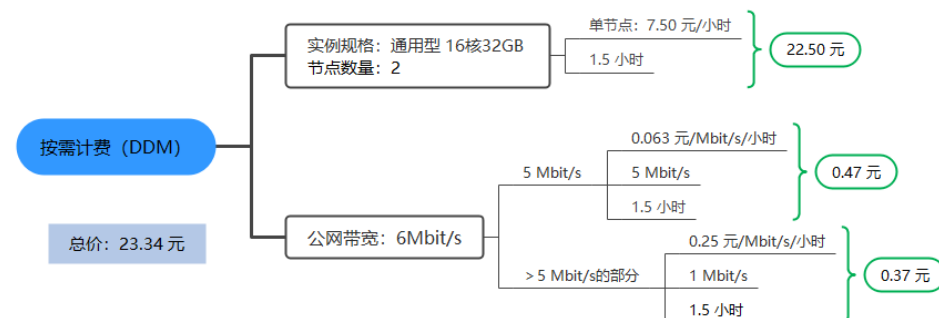 按需计费（DDM）
总价：23.34 元
实例规格：通用型 16核32GB
节点数量：2
单节点：7.50 元/小时
1.5 小时
22.50 元
公网带宽：6Mbit/s
5 Mbit/s
0.063 元/Mbit/s/小时
5 Mbit/s
1.5 小时
0.47 元
＞5 Mbit/s的部分
0.25 元/Mbit/s/小时
1 Mbit/s
1.5 小时
0.37 元